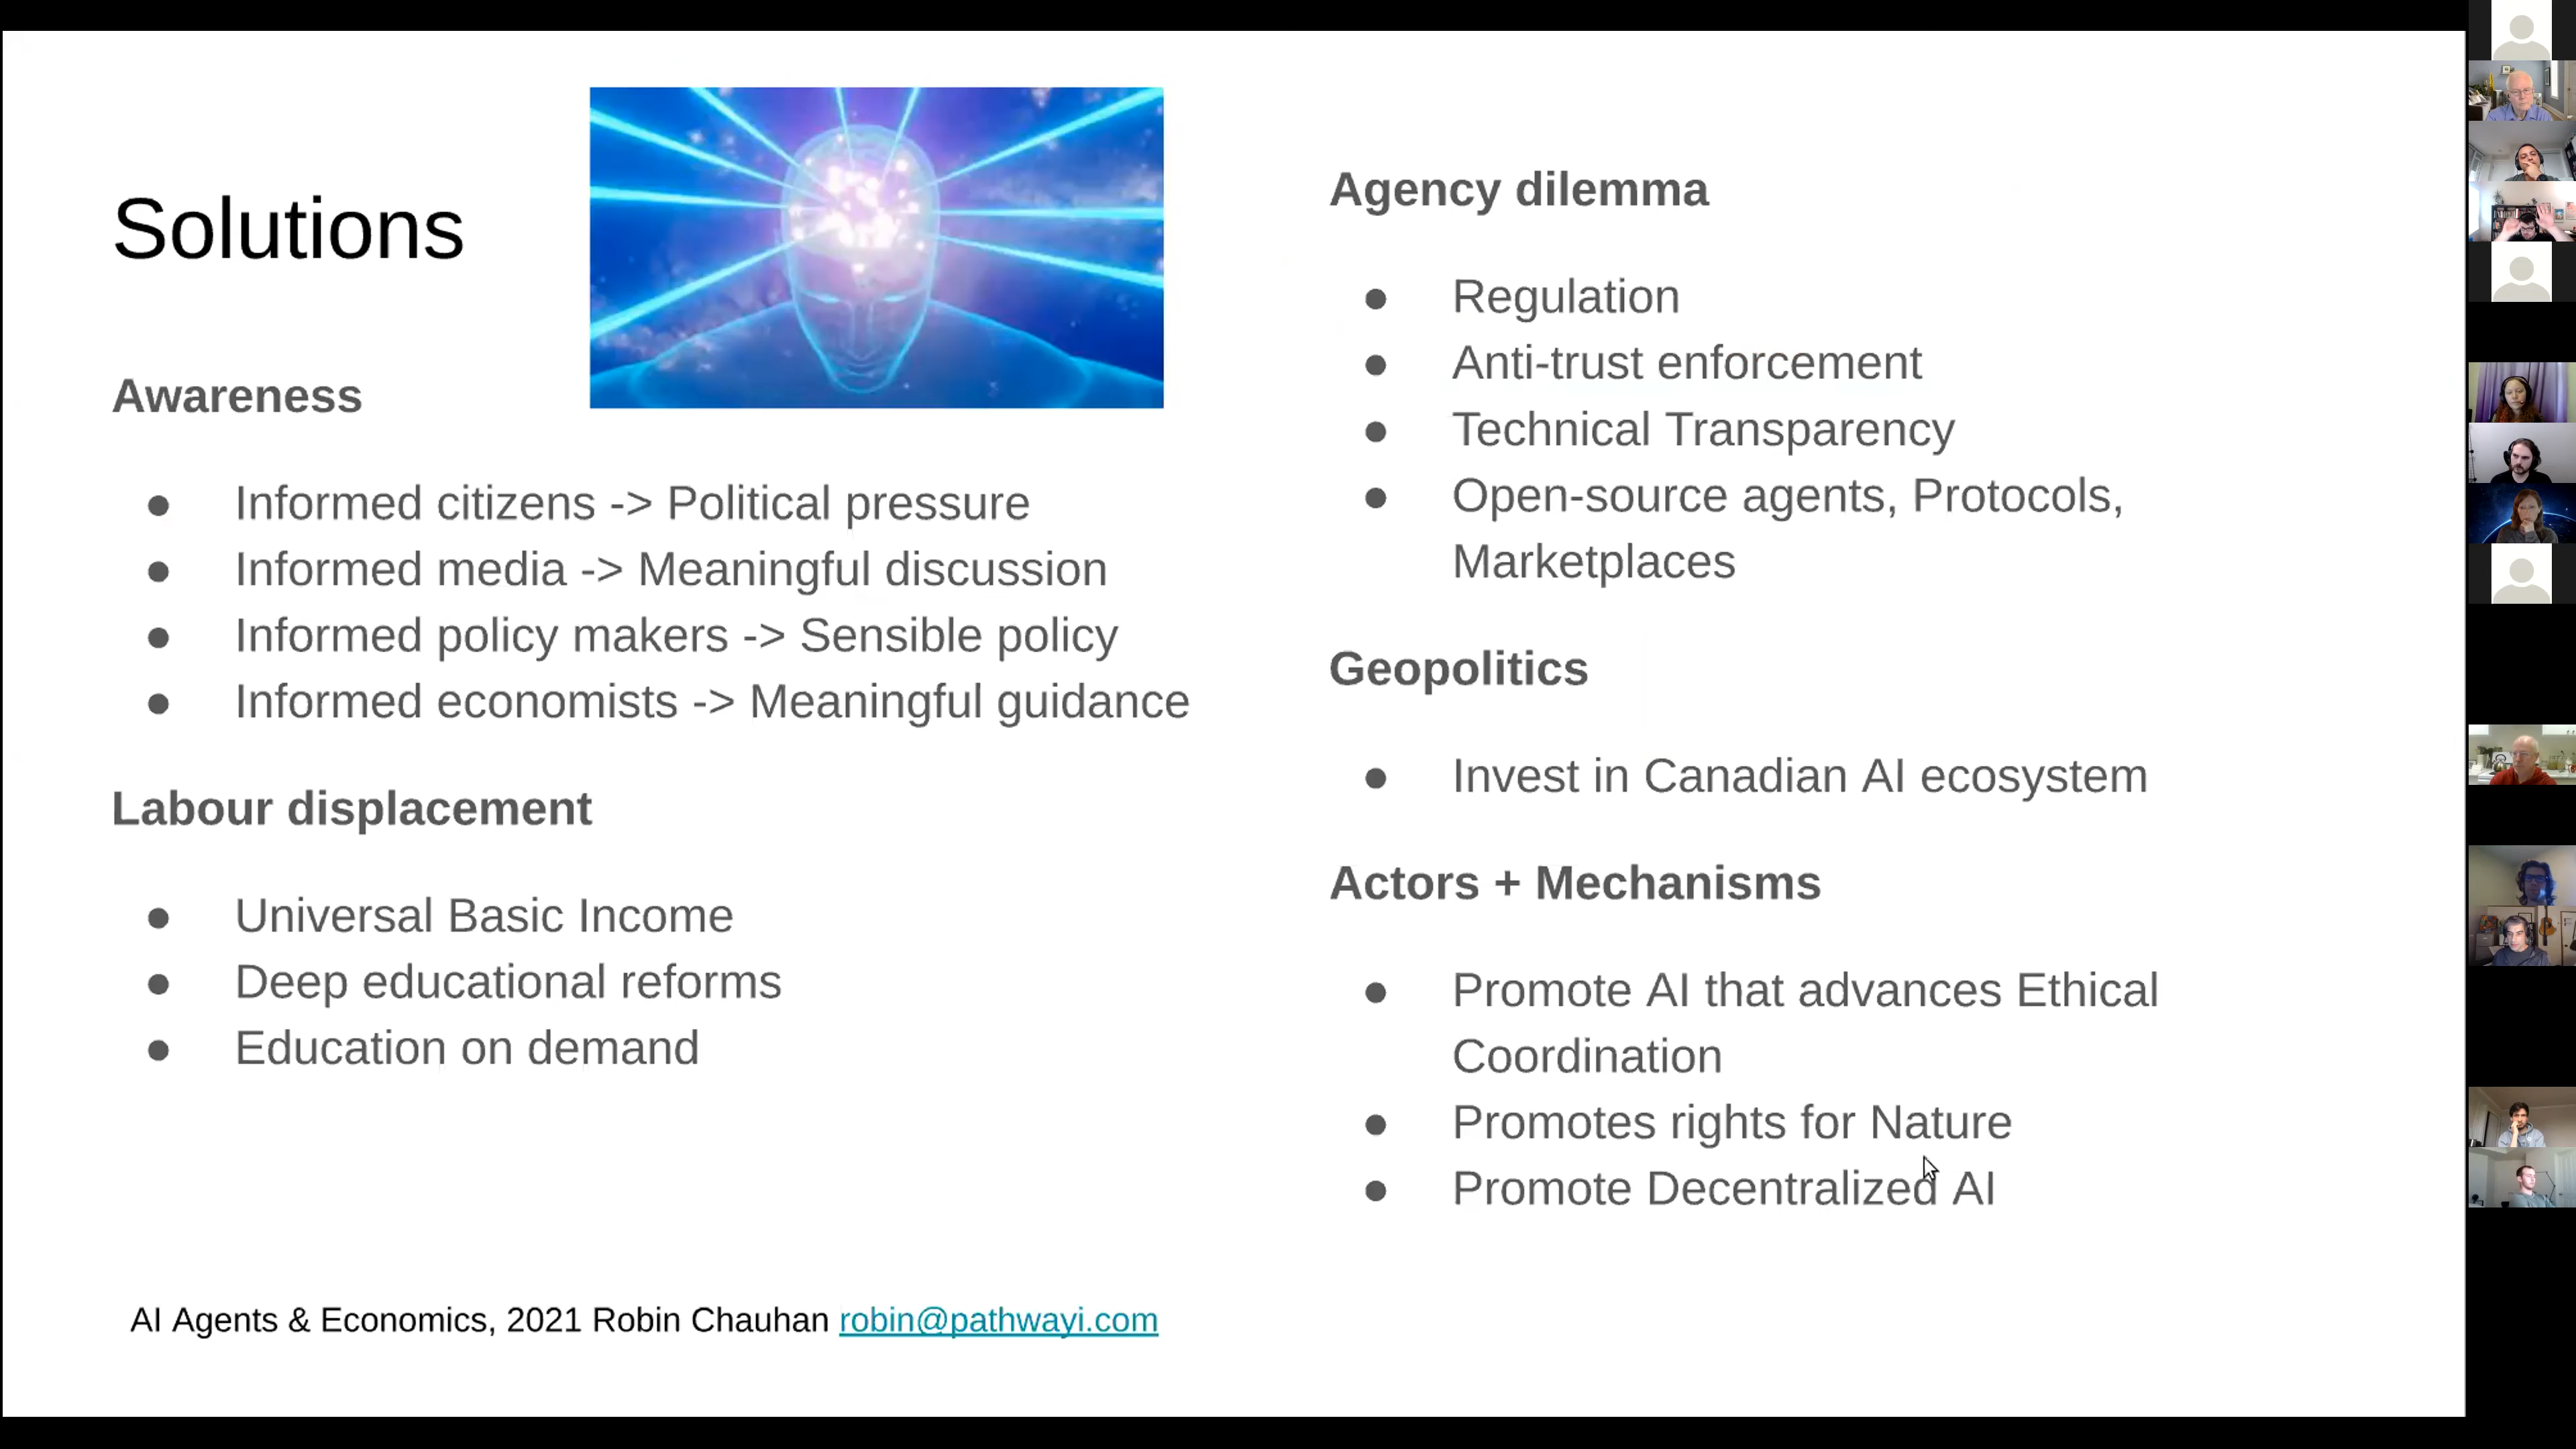 Solutions
Awareness
● Informed citizens -> Political pressure
● Informed media -> Meaningful discussion
● Informed policy makers -> Sensible policy
● Informed economists -> Meaningful guidance
Labour displacement
● Universal Basic Income
● Deep educational reforms
● Education on demand
Agency dilemma
● Regulation
● Anti-trust enforcement
● Technical Transparency
● Open-source agents, Protocols,
Marketplaces
Geopolitics
● Invest in Canadian AI ecosystem
Actors + Mechanisms
● Promote AI that advances Ethical
Coordination
● Promotes rights for Nature
● Promote Decentralized AI
AI Agents & Economics, 2021 Robin Chauhan robin@pathwayi.com